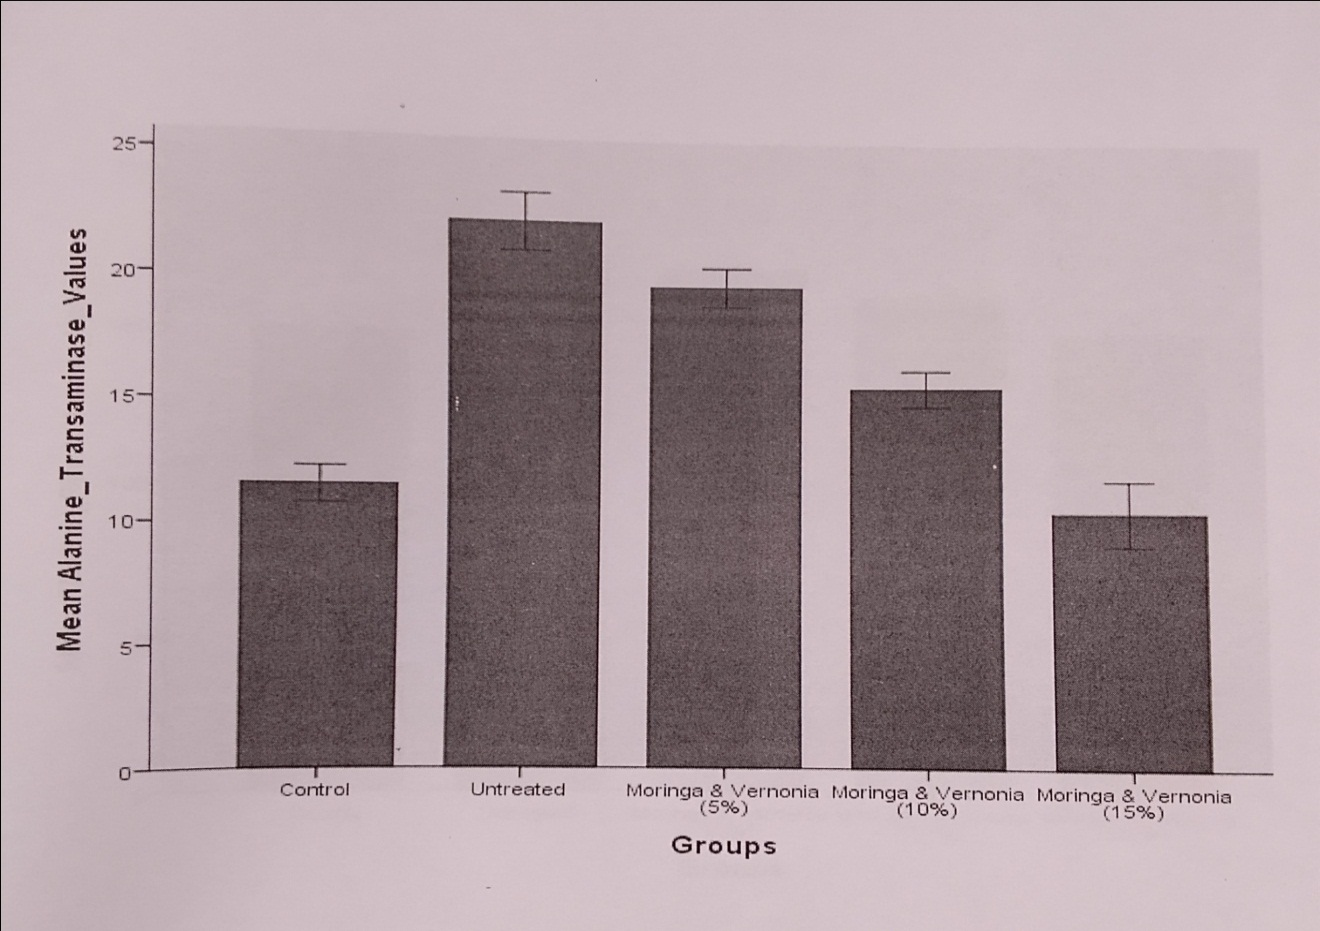 Mean Alanine_Transaminase_Values
25
20
15
10
5
0
Control
Untreated
Moringa & Vernonia
(5%)
Moringa & Vernonia
(10%)
Moringa & Vernonia
(15%)
Groups